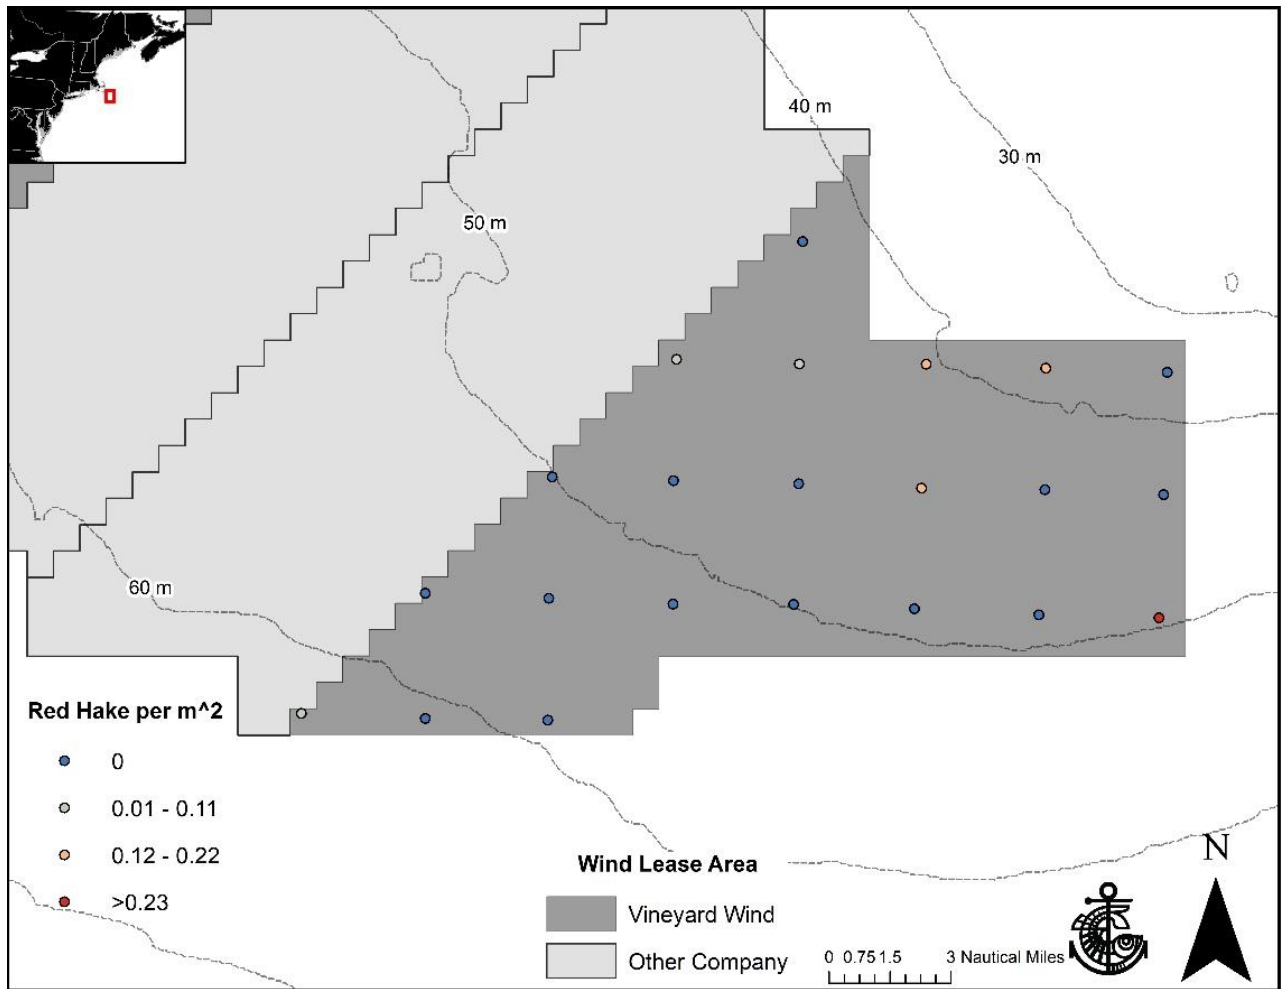 40 m
30 m
50 m
60 m
Red Hake per m^2
0
0.01 - 0.11
0.12 - 0.22
>0.23
Wind Lease Area
Vineyard Wind
Other Company
N
0 0.75 1.5 3 Nautical Miles